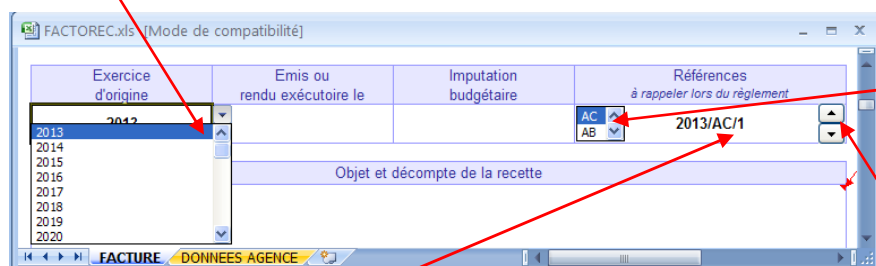 FACTOREC.xls [Mode de compatibilité]
Exercice d'origine
Emis ou rendu exécutoire le
Imputation budgétaire
Références
à rappeler lors du règlement
AC
AB
2013/AC/1
2013
2014
2015
2016
2017
2018
2019
2020
Objet et décompte de la recette
FACTURE
DONNEES AGENCE